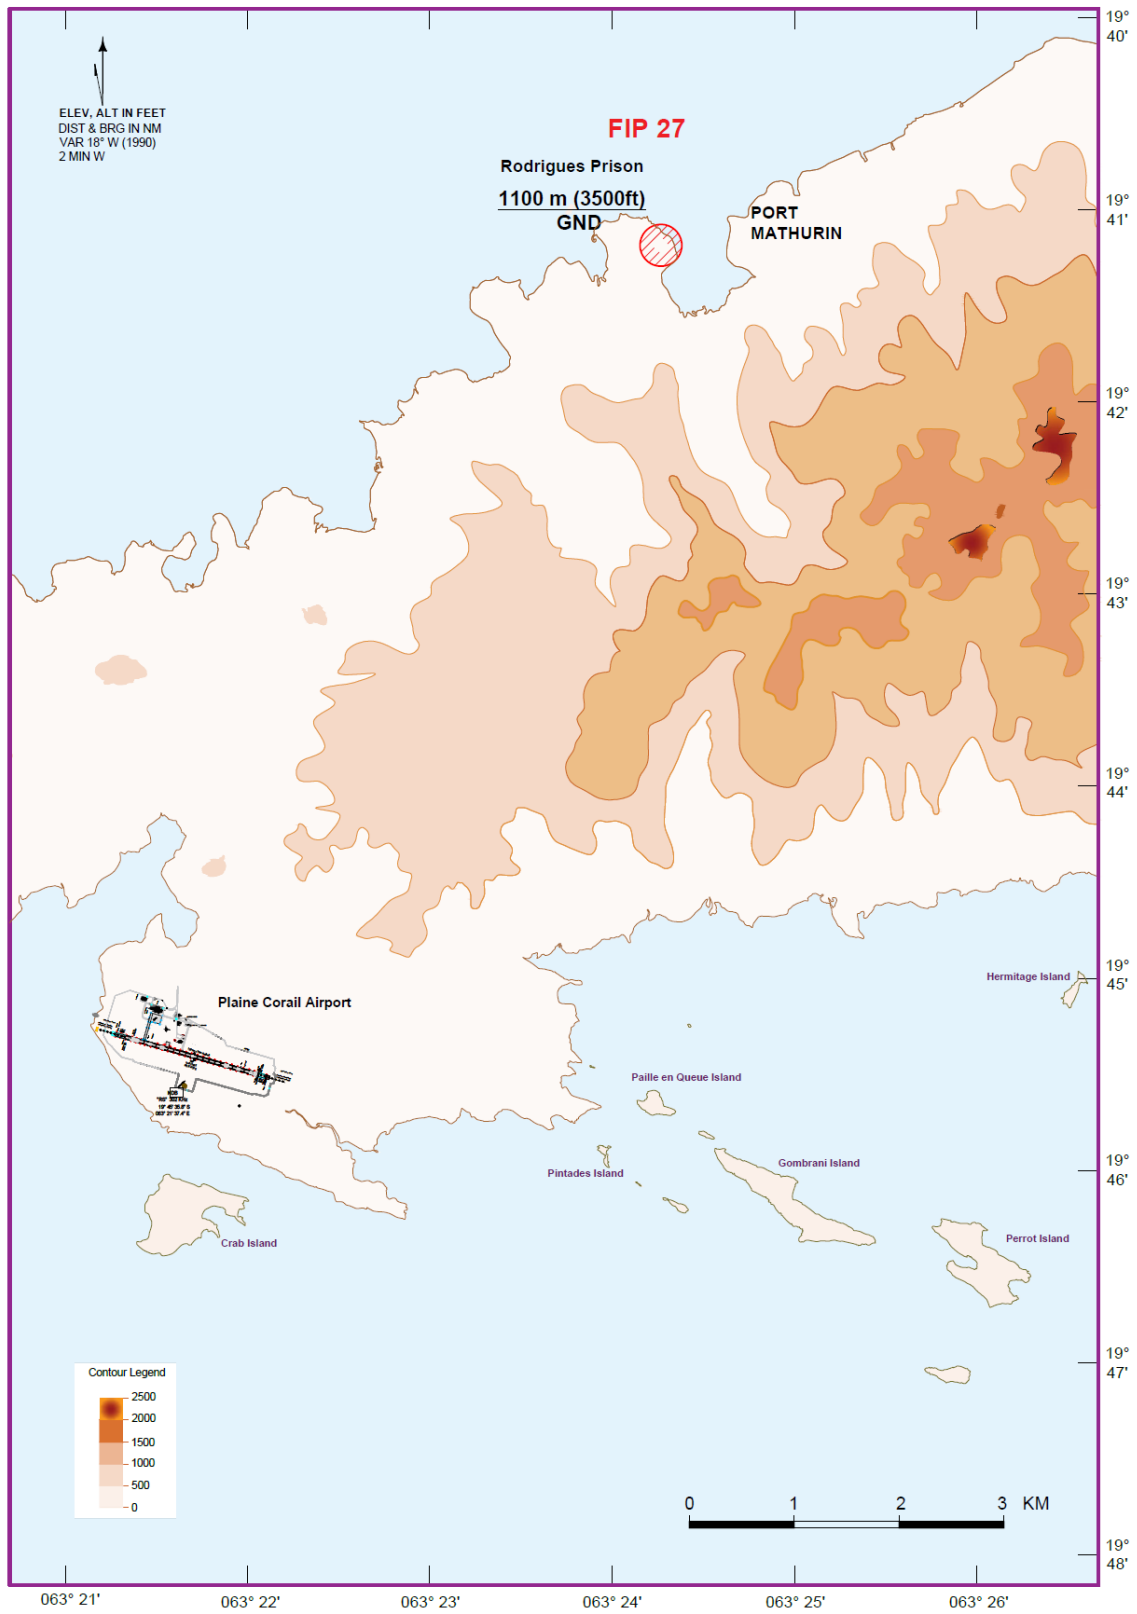 19°
40'
ELEV, ALT IN FEET
DIST & BRG IN NM
VAR 18° W (1990)
2 MIN W
FIP 27
Rodrigues Prison
1100 m (3500ft)
GND
PORT
MATHURIN
19°
41'
19°
42'
19°
43'
19°
44'
19°
45'
Hermitage Island
Plaine Corail Airport
Paille en Queue Island
Pintades Island
Gombrani Island
19°
46'
Crab Island
Perrot Island
19°
47'
Contour Legend
2500
2000
1500
1000
500
0
0 1 2 3 KM
19°
48'
063° 21' 063° 22' 063° 23' 063° 24' 063° 25' 063° 26'